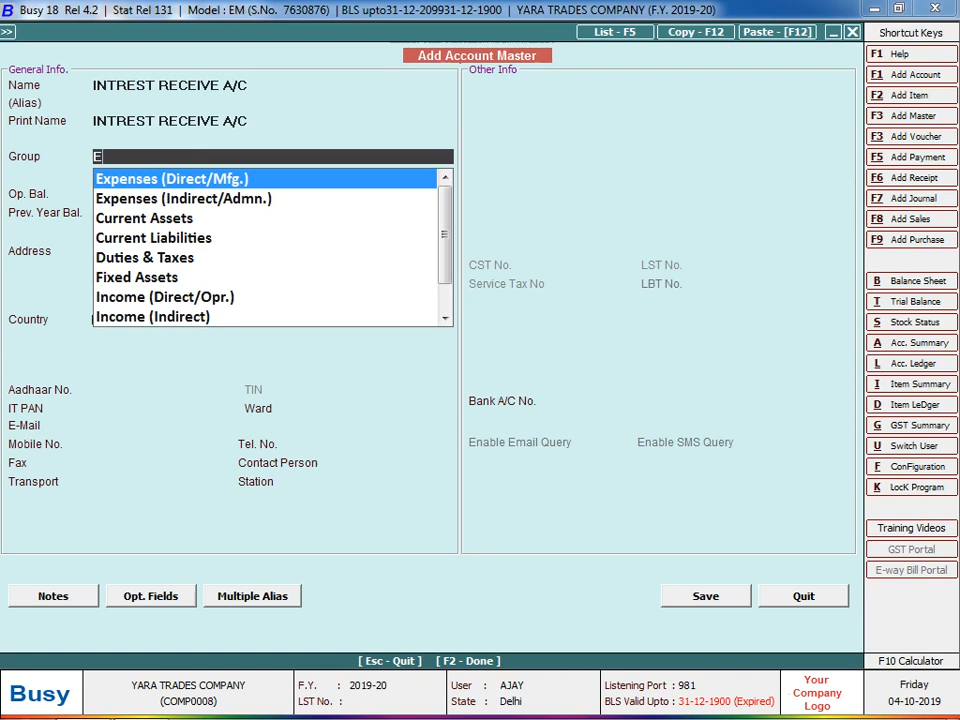 Busy 18 Rel 4.2 | Stat Rel 131 | Model : EM (S.No. 7630876) | BLS upto31-12-209931-12-1900 | YARA TRADES COMPANY (F.Y. 2019-20)
>> List - F5 Copy - F12 Paste - [F12]
Add Account Master
General Info.
Name INTREST RECEIVE A/C
(Alias)
Print Name INTREST RECEIVE A/C
Group E
Expenses (Direct/Mfg.)
Expenses (Indirect/Admn.)
Current Assets
Current Liabilities
Duties & Taxes
Fixed Assets
Income (Direct/Opr.)
Income (Indirect)
Op. Bal.
Prev. Year Bal.
Address
Country
Aadhaar No. TIN
IT PAN Ward
E-Mail
Mobile No. Tel. No.
Fax Contact Person
Transport Station
Other Info
CST No. LST No.
Service Tax No LBT No.
Bank A/C No.
Enable Email Query Enable SMS Query
Notes Opt. Fields Multiple Alias Save Quit
[ Esc - Quit ] [ F2 - Done ]
Shortcut Keys
F1 Help
F1 Add Account
F2 Add Item
F3 Add Master
F3 Add Voucher
F5 Add Payment
F6 Add Receipt
F7 Add Journal
F8 Add Sales
F9 Add Purchase
B Balance Sheet
T Trial Balance
S Stock Status
A Acc. Summary
L Acc. Ledger
I Item Summary
D Item LeDger
G GST Summary
U Switch User
F ConFiguration
K LocK Program
Training Videos
GST Portal
E-way Bill Portal
F10 Calculator
Busy
YARA TRADES COMPANY
(COMP0008)
F.Y. : 2019-20
LST No. :
User : AJAY
State : Delhi
Listening Port : 981
BLS Valid Upto : 31-12-1900 (Expired)
Your
Company
Logo
Friday
04-10-2019